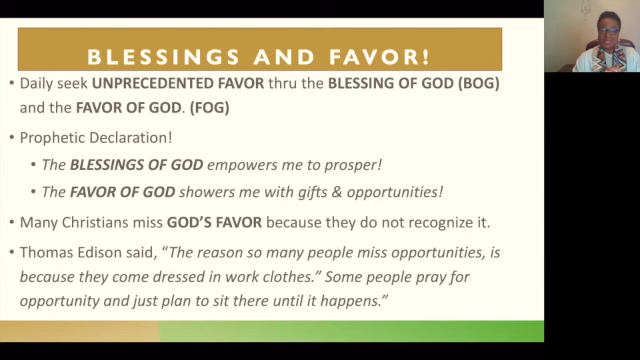 BLESSINGS AND FAVOR!
• Daily seek UNPRECEDENTED FAVOR thru the BLESSING OF GOD (BOG)
and the FAVOR OF GOD. (FOG)
• Prophetic Declaration!
• The BLESSINGS OF GOD empowers me to prosper!
• The FAVOR OF GOD showers me with gifts & opportunities!
• Many Christians miss GOD'S FAVOR because they do not recognize it.
• Thomas Edison said, “The reason so many people miss opportunities, is
because they come dressed in work clothes.” Some people pray for
opportunity and just plan to sit there until it happens.”